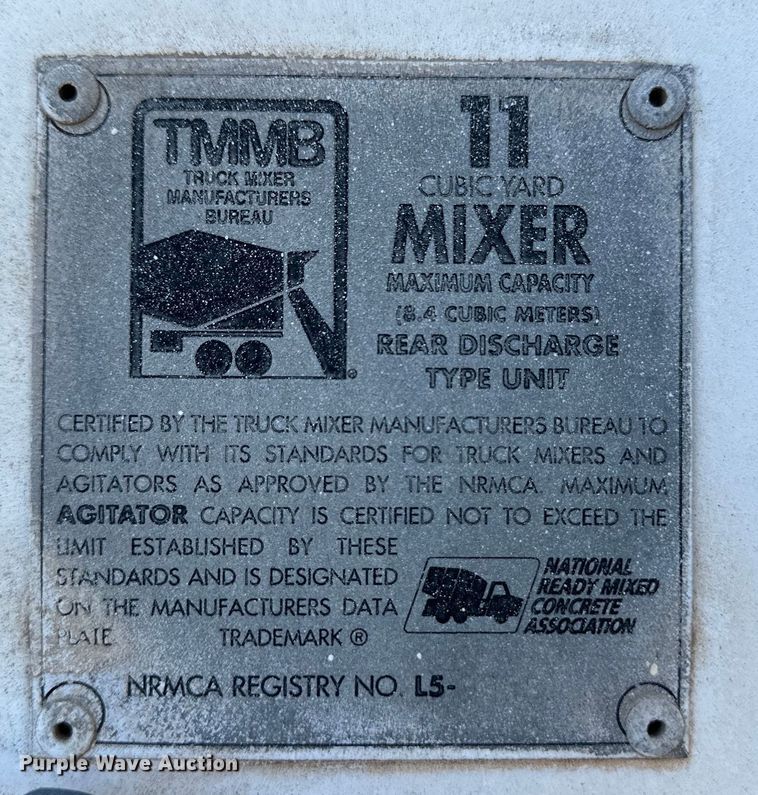 TMMB
TRUCK MIXER
MANUFACTURERS
BUREAU
®
11
CUBIC YARD
MIXER
MAXIMUM CAPACITY
(8.4 CUBIC METERS)
REAR DISCHARGE
TYPE UNIT
CERTIFIED BY THE TRUCK MIXER MANUFACTURERS BUREAU TO
COMPLY WITH ITS STANDARDS FOR TRUCK MIXERS AND
AGITATORS AS APPROVED BY THE NRMCA. MAXIMUM
AGITATOR CAPACITY IS CERTIFIED NOT TO EXCEED THE
LIMIT ESTABLISHED BY THESE
STANDARDS AND IS DESIGNATED
ON THE MANUFACTURERS DATA
PLATE TRADEMARK ®
NATIONAL
READY MIXED
CONCRETE
ASSOCIATION
NRMCA REGISTRY NO. L5-
Purple Wave Auction